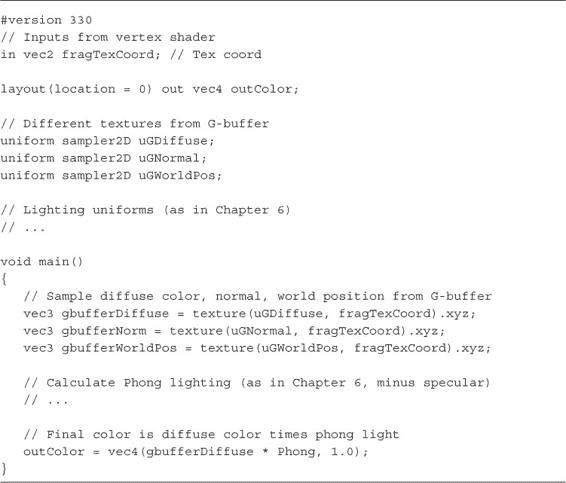 #version 330
// Inputs from vertex shader
in vec2 fragTexCoord; // Tex coord
layout(location = 0) out vec4 outColor;
// Different textures from G-buffer
uniform sampler2D uGDiffuse;
uniform sampler2D uGNormal;
uniform sampler2D uGWorldPos;
// Lighting uniforms (as in Chapter 6)
// ...
void main()
{
   // Sample diffuse color, normal, world position from G-buffer
   vec3 gbufferDiffuse = texture(uGDiffuse, fragTexCoord).xyz;
   vec3 gbufferNorm = texture(uGNormal, fragTexCoord).xyz;
   vec3 gbufferWorldPos = texture(uGWorldPos, fragTexCoord).xyz;
   // Calculate Phong lighting (as in Chapter 6, minus specular)
   // ...
   // Final color is diffuse color times phong light
   outColor = vec4(gbufferDiffuse * Phong, 1.0);
}